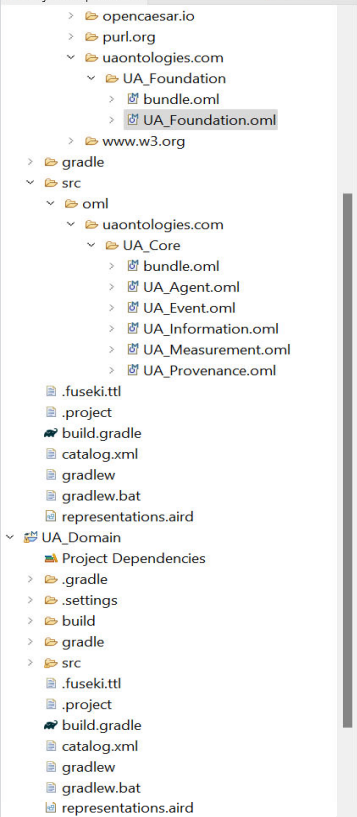 opencaesar.io
purl.org
uaontologies.com
UA_Foundation
bundle.oml
UA_Foundation.oml
www.w3.org
gradle
src
oml
uaontologies.com
UA_Core
bundle.oml
UA_Agent.oml
UA_Event.oml
UA_Information.oml
UA_Measurement.oml
UA_Provenance.oml
.fuseki.ttl
.project
build.gradle
catalog.xml
gradlew
gradlew.bat
representations.aird
UA_Domain
Project Dependencies
.gradle
.settings
build
gradle
src
.fuseki.ttl
.project
build.gradle
catalog.xml
gradlew
gradlew.bat
representations.aird